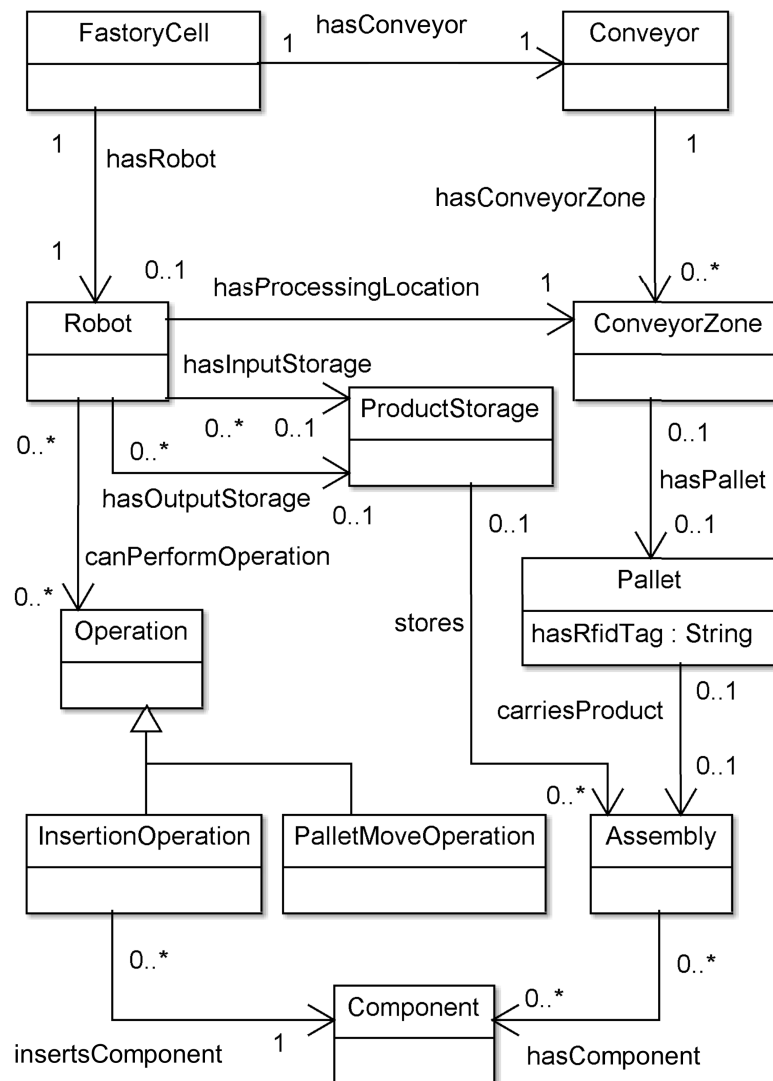 FastoryCell
hasConveyor
Conveyor
1
1
1
hasRobot
1
hasConveyorZone
1
0..1
hasProcessingLocation
1
0..*
Robot
ConveyorZone
hasInputStorage
0..*
0..1
ProductStorage
0..*
0..*
hasOutputStorage
0..1
0..1
0..1
hasPallet
0..1
canPerformOperation
0..*
Pallet
hasRfidTag : String
Operation
stores
0..1
carriesProduct
0..1
0..*
InsertionOperation
PalletMoveOperation
Assembly
0..*
0..*
Component
0..*
insertsComponent
1
hasComponent